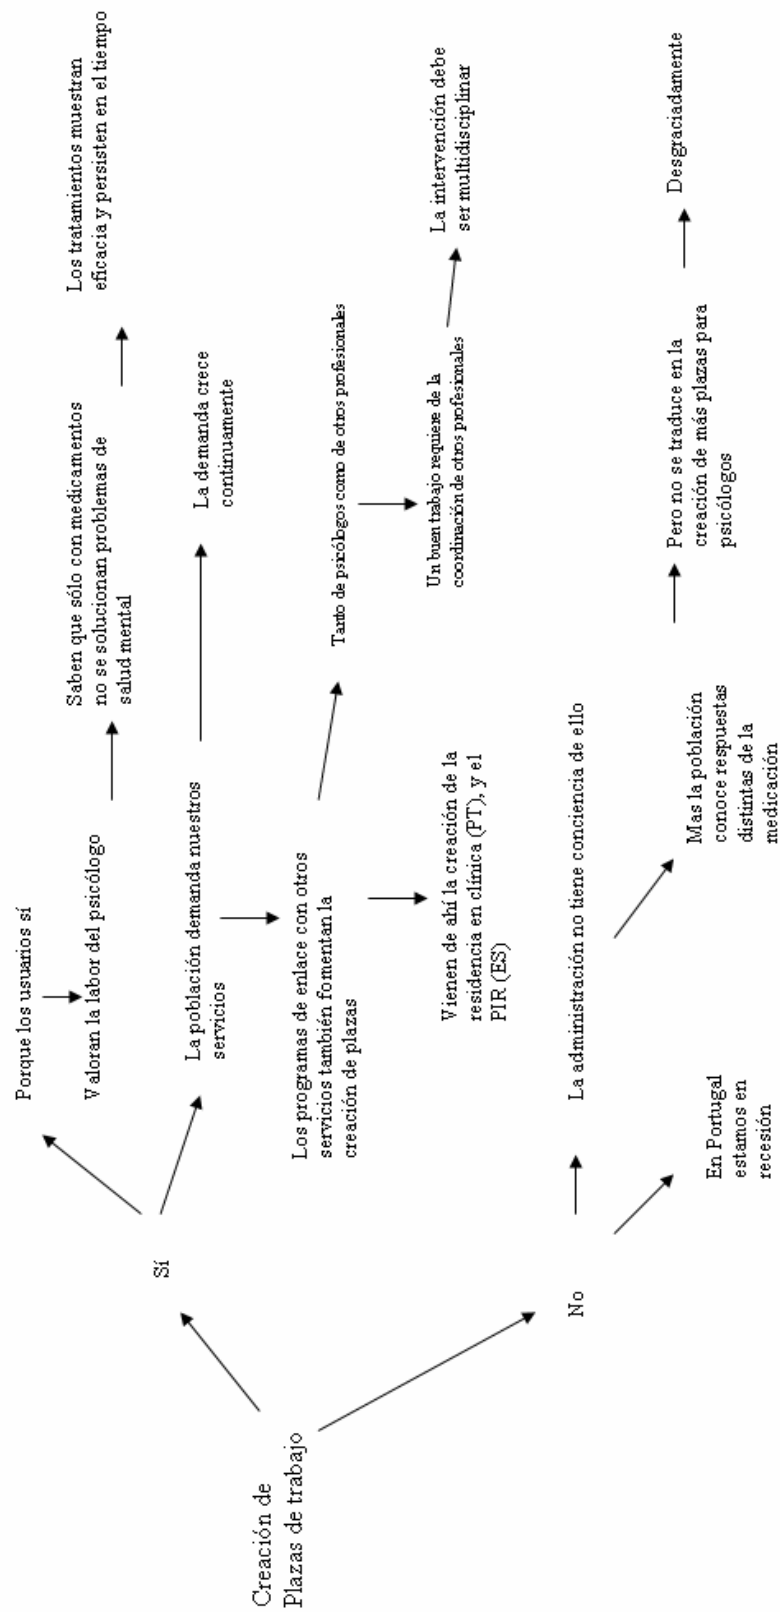 Creación de
Plazas de trabajo
Sí
Porque los usuarios sí
Valoran la labor del psicólogo
Saben que sólo con medicamentos
no se solucionan problemas de
salud mental
Los tratamientos muestran
eficacia y persisten en el tiempo
La población demanda nuestros
servicios
La demanda crece
continuamente
Los programas de enlace con otros
servicios también fomentan la
creación de plazas
Tanto de psicólogos como de otros profesionales
Un buen trabajo requiere de la
coordinación de otros profesionales
La intervención debe
ser multidisciplinar
Vienen de ahí la creación de la
residencia en clínica (PT), y el
PIR (ES)
No
La administración no tiene conciencia de ello
Mas la población
conoce respuestas
distintas de la
medicación
Pero no se traduce en la
creación de más plazas para
psicólogos
Desgraciadamente
En Portugal
estamos en
recesión